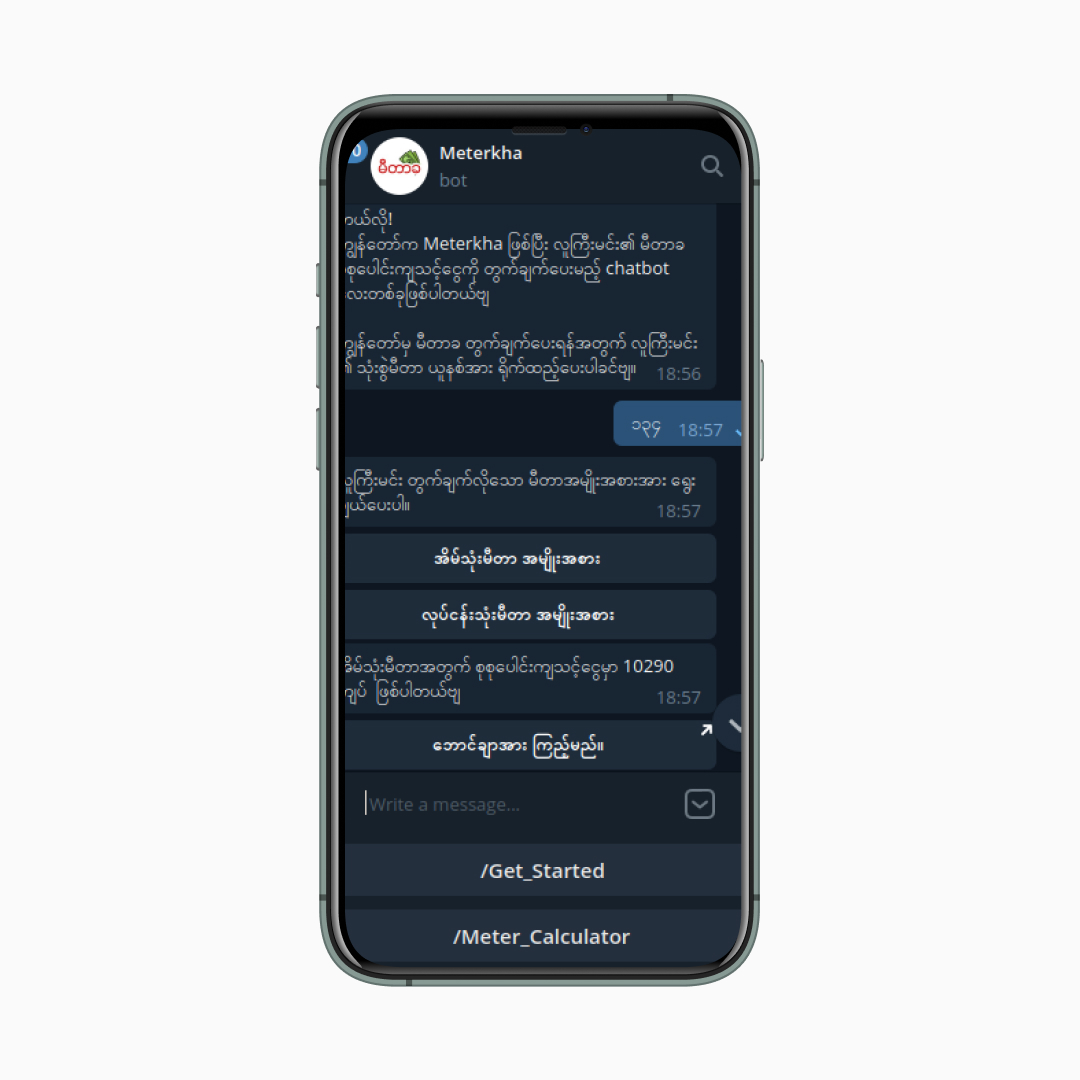 0
မီတာခ
Meterkha
bot
ယ်လို!
ျွန်တော်က Meterkha ဖြစ်ပြီး လူကြီးမင်း၏ မီတာခ
စုပေါင်းကျသင့်ငွေကို တွက်ချက်ပေးမည့် chatbot
လေးတစ်ခုဖြစ်ပါတယ်ဗျ
ျွန်တော်မှ မီတာခ တွက်ချက်ပေးရန်အတွက် လူကြီးမင်း
၏ သုံးစွဲမီတာ ယူနစ်အား ရိုက်ထည့်ပေးပါခင်ဗျ။
18:56
၁၃၄ 18:57
လူကြီးမင်း တွက်ချက်လိုသော မီတာအမျိုးအစားအား ရွေး
ျယ်ပေးပါ။
18:57
အိမ်သုံးမီတာ အမျိုးအစား
လုပ်ငန်းသုံးမီတာ အမျိုးအစား
အိမ်သုံးမီတာအတွက် စုစုပေါင်းကျသင့်ငွေမှာ 10290
ကျပ် ဖြစ်ပါတယ်ဗျ
18:57
ဘောင်ချာအား ကြည့်မည်။
Write a message...
/Get_Started
/Meter_Calculator